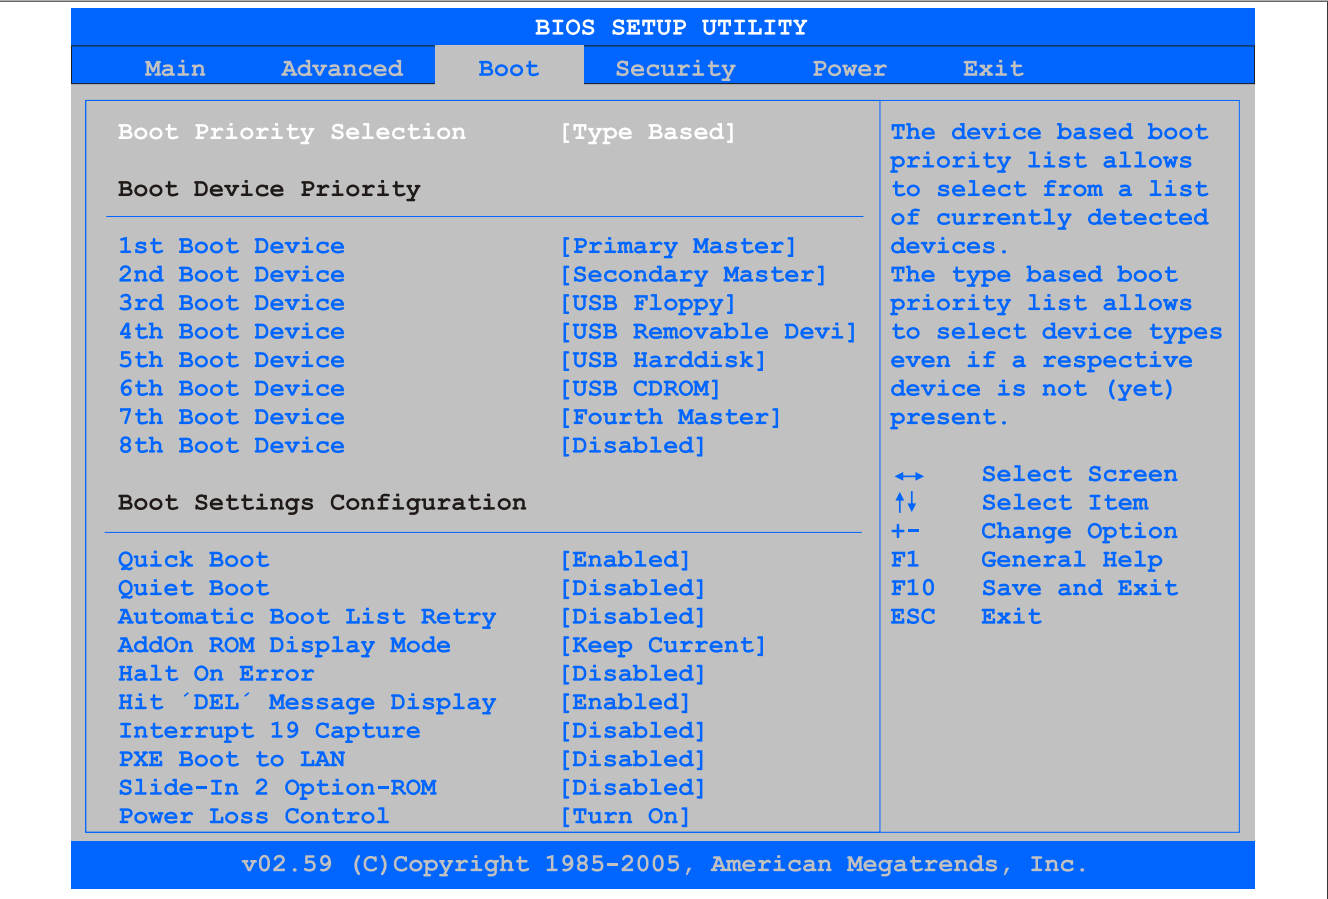 BIOS SETUP UTILITY
Main Advanced Boot Security Power Exit
Boot Priority Selection [Type Based]
Boot Device Priority
1st Boot Device [Primary Master]
2nd Boot Device [Secondary Master]
3rd Boot Device [USB Floppy]
4th Boot Device [USB Removable Devi]
5th Boot Device [USB Harddisk]
6th Boot Device [USB CDROM]
7th Boot Device [Fourth Master]
8th Boot Device [Disabled]
Boot Settings Configuration
Quick Boot [Enabled]
Quiet Boot [Disabled]
Automatic Boot List Retry [Disabled]
AddOn ROM Display Mode [Keep Current]
Halt On Error [Disabled]
Hit ´DEL´ Message Display [Enabled]
Interrupt 19 Capture [Disabled]
PXE Boot to LAN [Disabled]
Slide-In 2 Option-ROM [Disabled]
Power Loss Control [Turn On]
The device based boot
priority list allows
to select from a list
of currently detected
devices.
The type based boot
priority list allows
to select device types
even if a respective
device is not (yet)
present.
↔ Select Screen
↑↓ Select Item
+- Change Option
F1 General Help
F10 Save and Exit
ESC Exit
v02.59 (C)Copyright 1985-2005, American Megatrends, Inc.